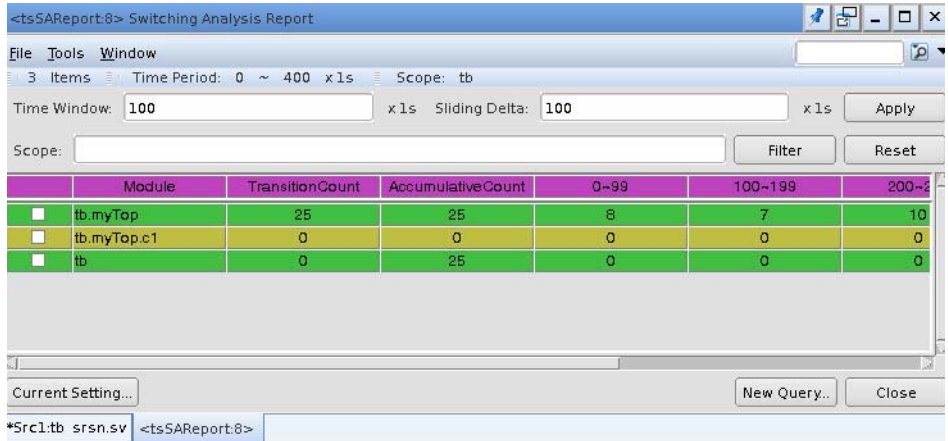 <tsSAReport:8> Switching Analysis Report
File Tools Window
3 Items Time Period: 0 ~ 400 x1s Scope: tb
Time Window: 100 x1s Sliding Delta: 100 x1s Apply
Scope: Filter Reset
Module TransitionCount AccumulativeCount 0~99 100~199 200~2
tb.myTop 25 25 8 7 10
tb.myTop.c1 0 0 0 0 0
tb 0 25 0 0 0
Current Setting... New Query... Close
*Src1:tb srsn.sv <tsSAReport:8>